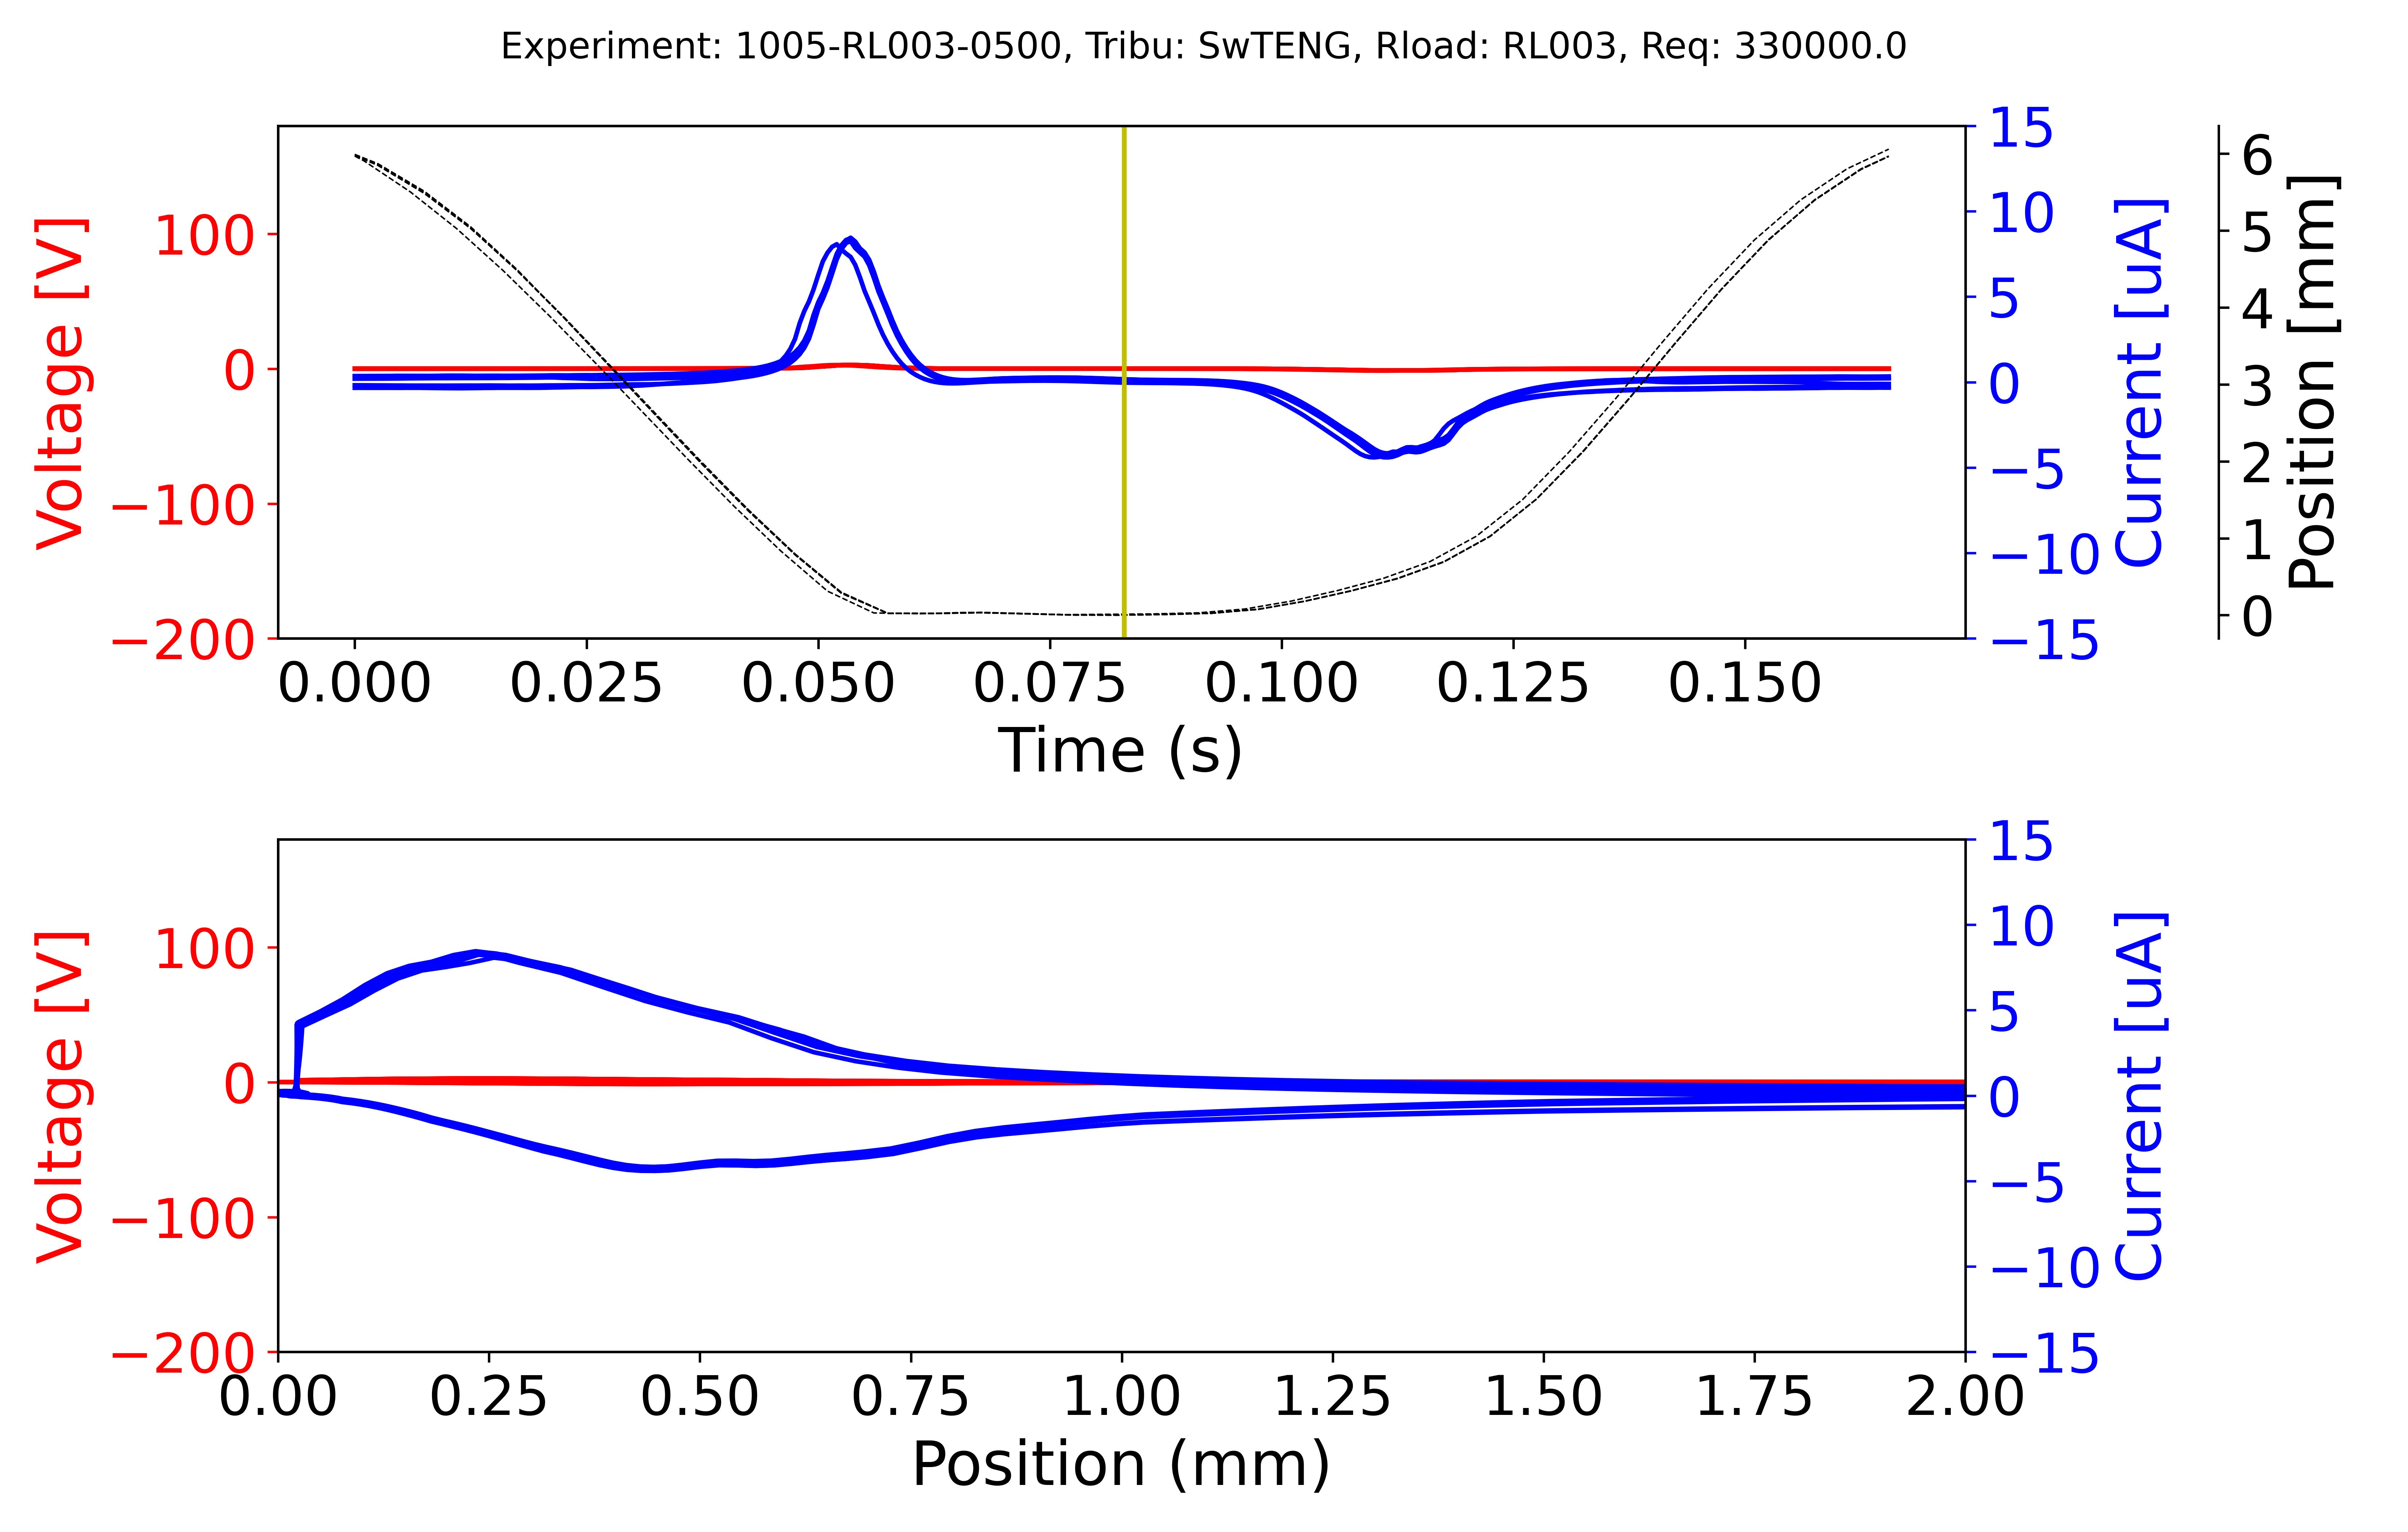 Experiment: 1005-RL003-0500, Tribu: SwTENG, Rload: RL003, Req: 330000.0
Voltage [V]
100
0
−100
−200
15
10
5
0
−5
−10
−15
Current [uA]
6
5
4
3
2
1
0
Position [mm]
0.000 0.025 0.050 0.075 0.100 0.125 0.150
Time (s)
Voltage [V]
100
0
−100
−200
15
10
5
0
−5
−10
−15
Current [uA]
0.00 0.25 0.50 0.75 1.00 1.25 1.50 1.75 2.00
Position (mm)